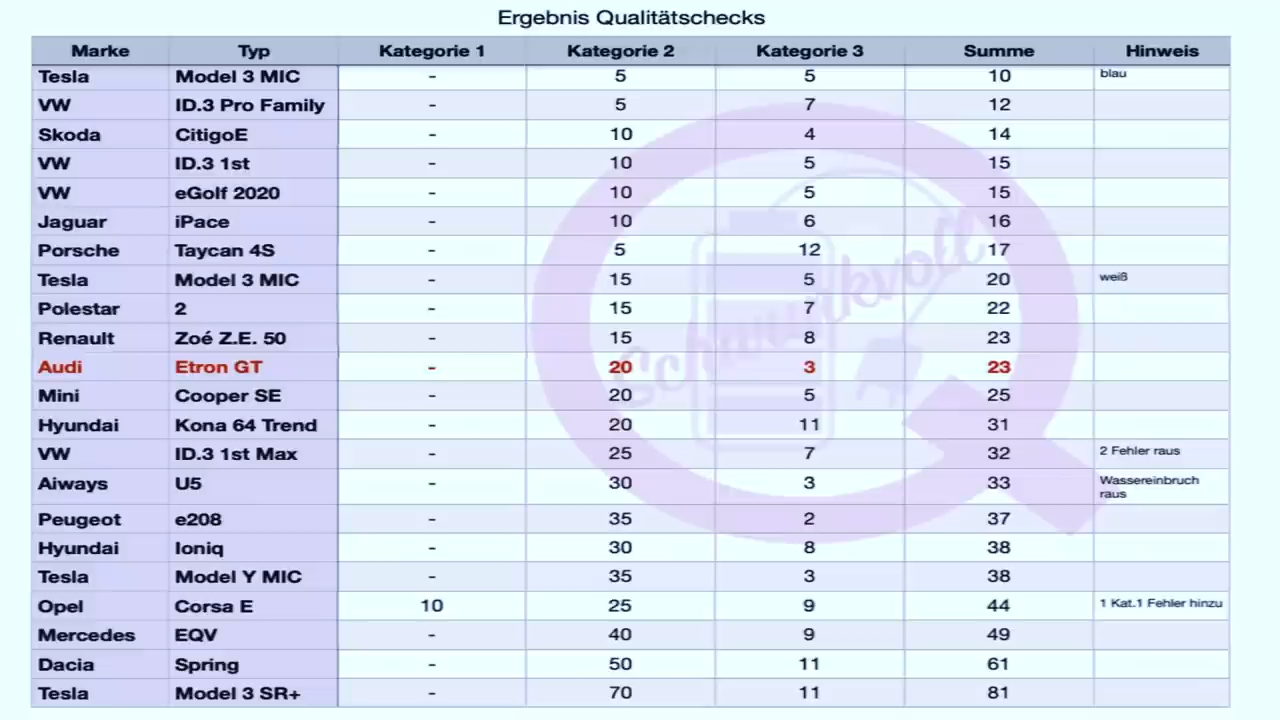 Ergebnis Qualitätschecks
Marke Typ Kategorie 1 Kategorie 2 Kategorie 3 Summe Hinweis
Tesla Model 3 MIC - 5 5 10 blau
VW ID.3 Pro Family - 5 7 12
Skoda CitigoE - 10 4 14
VW ID.3 1st - 10 5 15
VW eGolf 2020 - 10 5 15
Jaguar iPace - 10 6 16
Porsche Taycan 4S - 5 12 17
Tesla Model 3 MIC - 15 5 20 weiß
Polestar 2 - 15 7 22
Renault Zoé Z.E. 50 - 15 8 23
Audi Etron GT - 20 3 23
Mini Cooper SE - 20 5 25
Hyundai Kona 64 Trend - 20 11 31
VW ID.3 1st Max - 25 7 32 2 Fehler raus
Aiways U5 - 30 3 33 Wassereinbruch
raus
Peugeot e208 - 35 2 37
Hyundai Ioniq - 30 8 38
Tesla Model Y MIC - 35 3 38
Opel Corsa E 10 25 9 44 1 Kat.1 Fehler hinzu
Mercedes EQV - 40 9 49
Dacia Spring - 50 11 61
Tesla Model 3 SR+ - 70 11 81